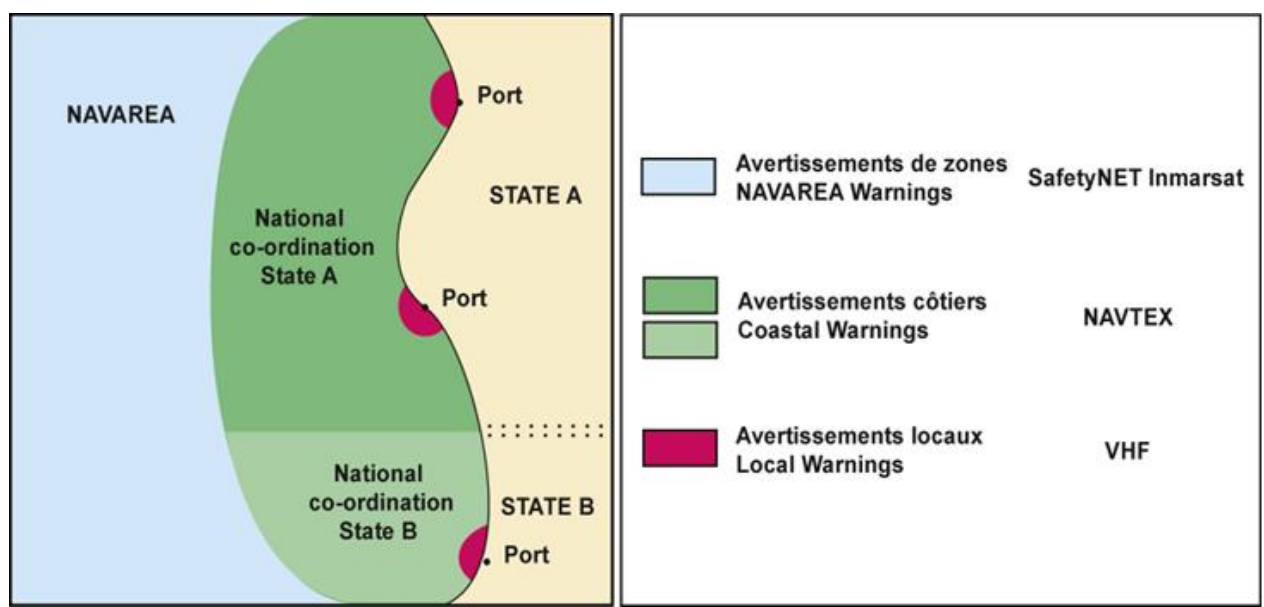 NAVAREA
Port
STATE A
National
co-ordination
State A
Port
National
co-ordination
State B
STATE B
Port
Avertissements de zones
NAVAREA Warnings
SafetyNET Inmarsat
Avertissements côtiers
Coastal Warnings
NAVTEX
Avertissements locaux
Local Warnings
VHF